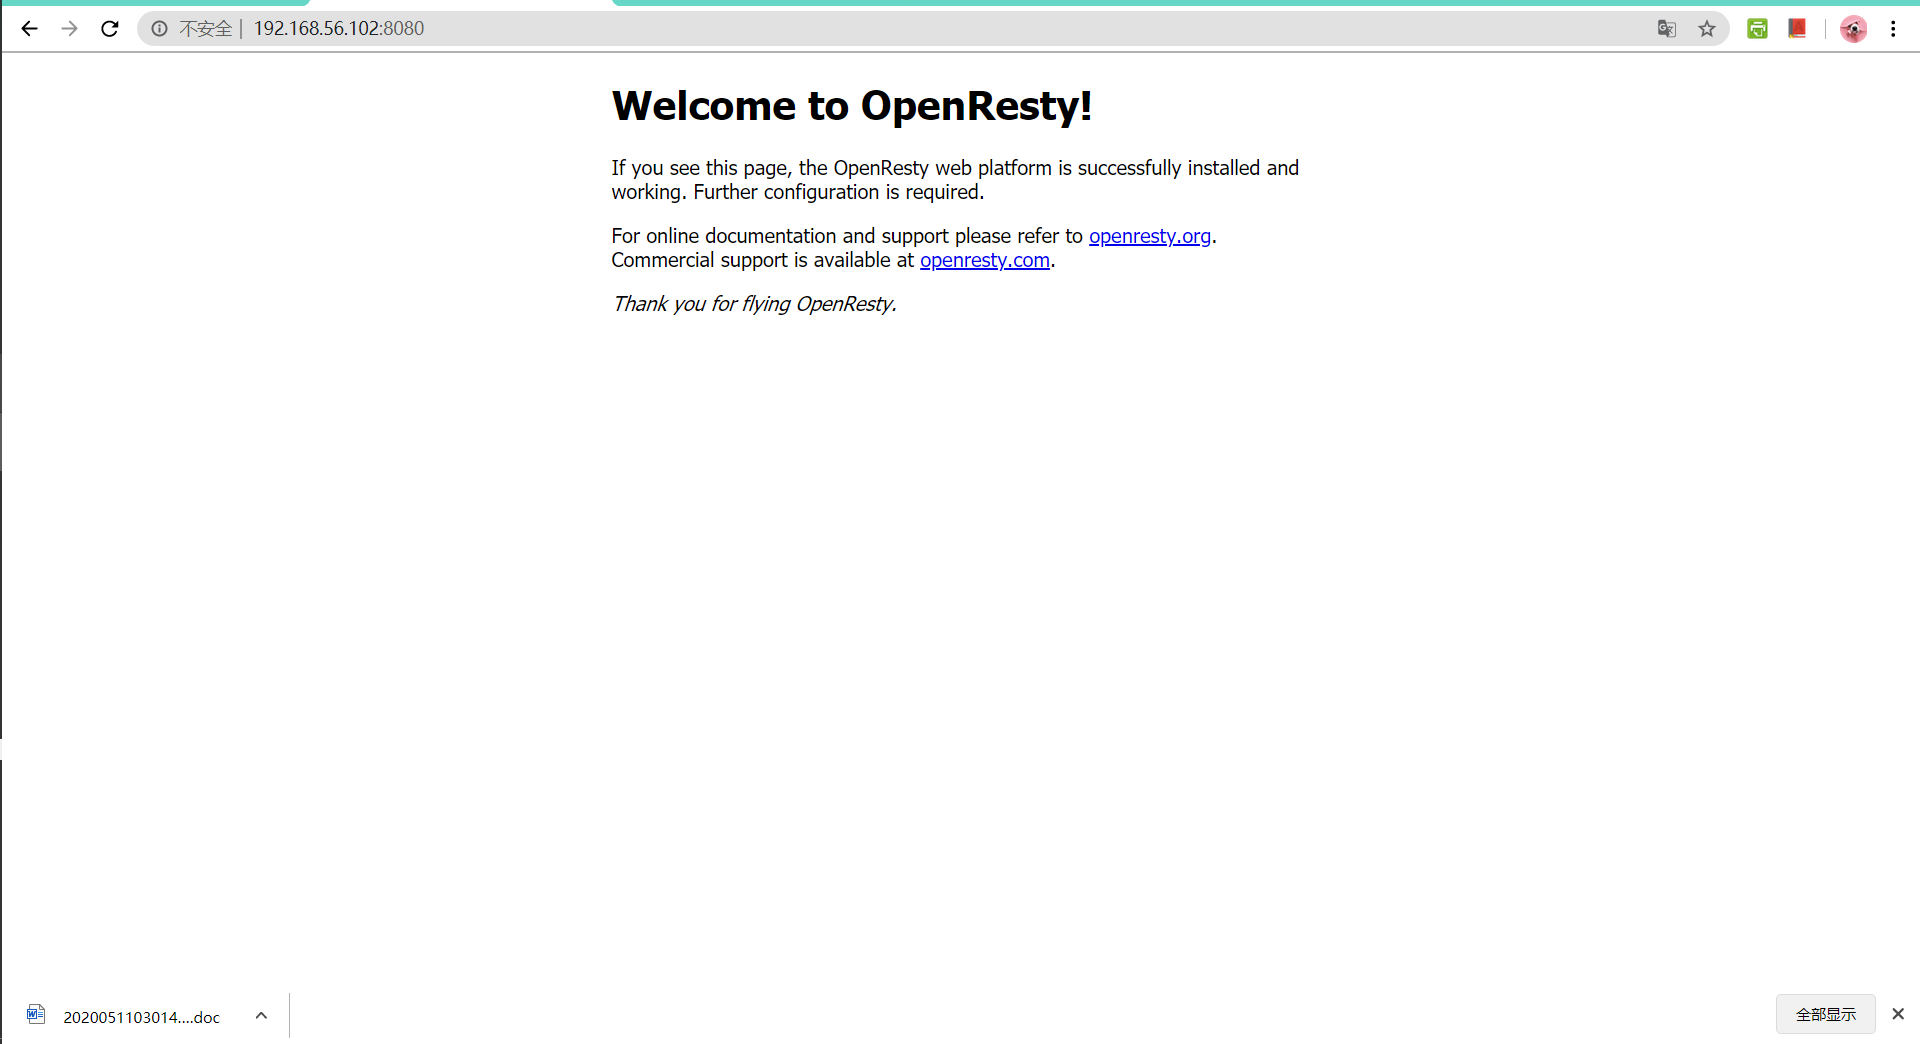 不安全 | 192.168.56.102:8080
Welcome to OpenResty!
If you see this page, the OpenResty web platform is successfully installed and
working. Further configuration is required.
For online documentation and support please refer to openresty.org.
Commercial support is available at openresty.com.
Thank you for flying OpenResty.
2020051103014....doc
全部显示